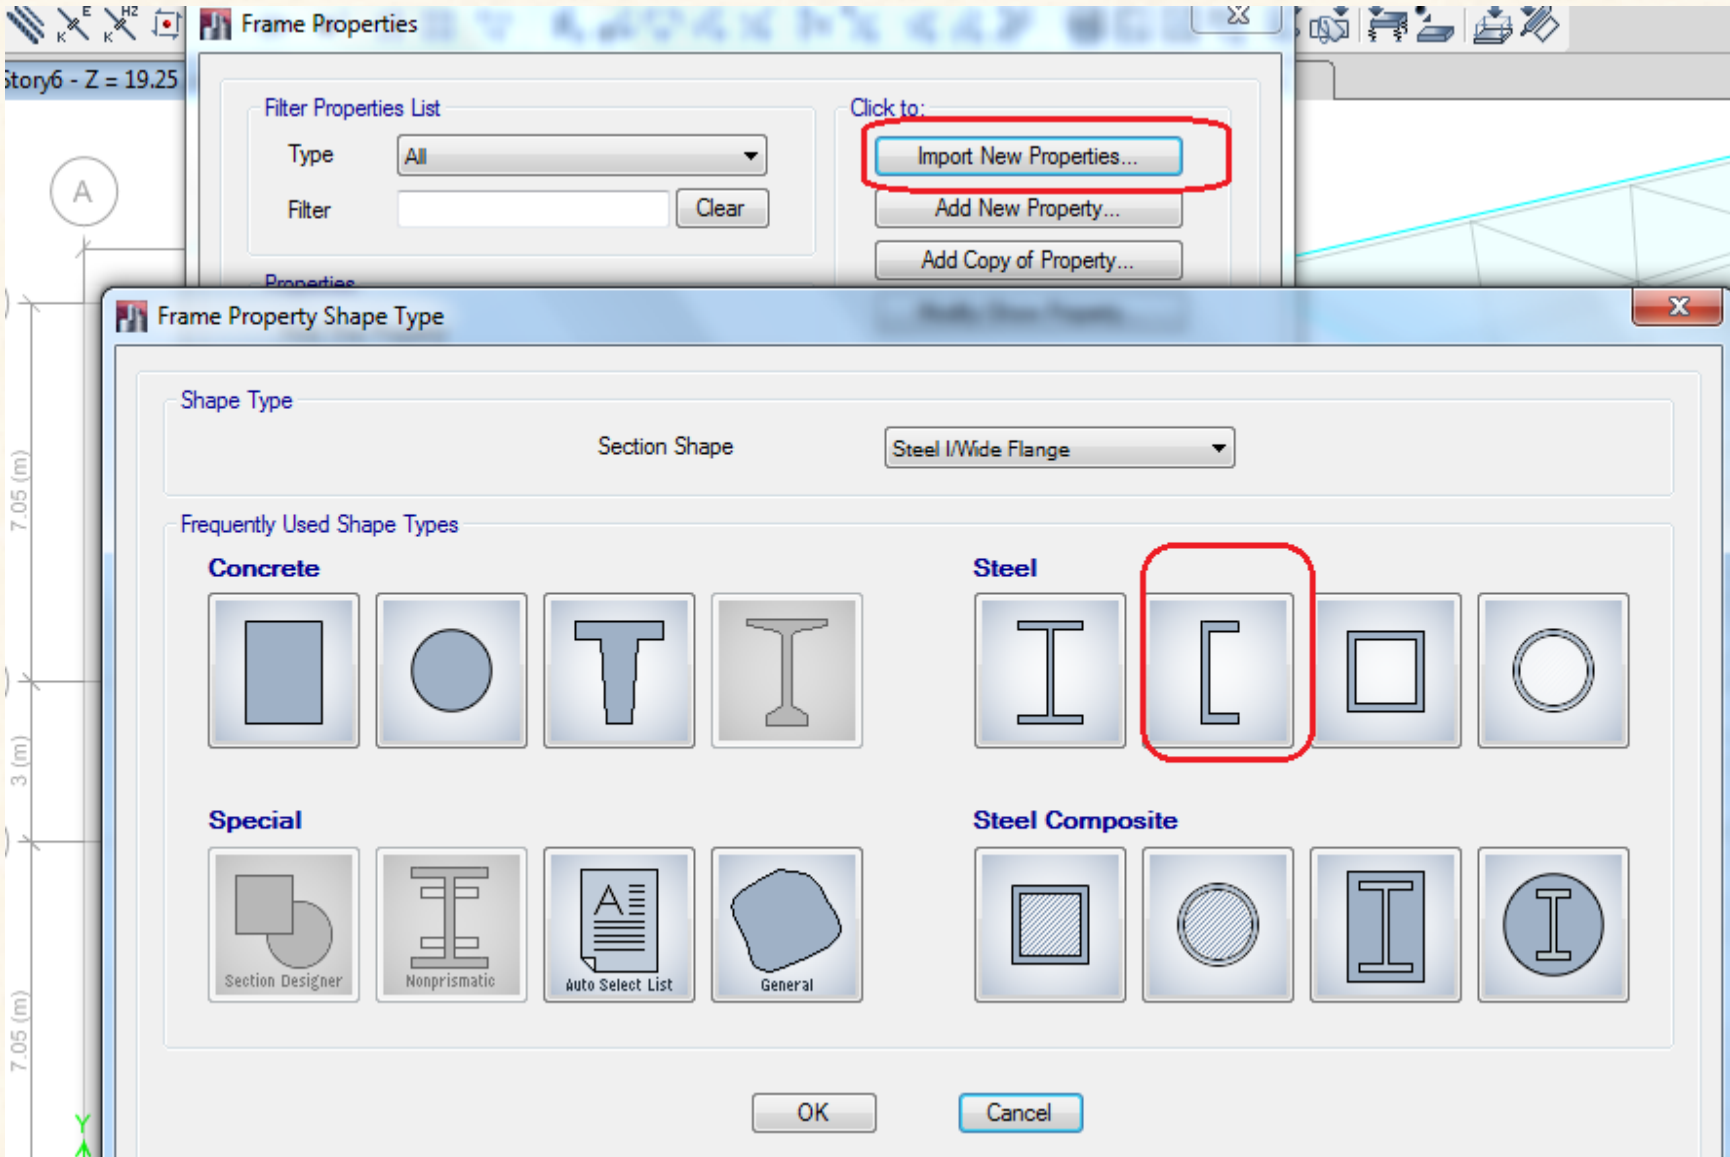 E
HZ
K
K
Frame Properties
Story6 - Z = 19.25
Filter Properties List
Type
All
Filter
Clear
Click to:
Import New Properties...
Add New Property...
Add Copy of Property...
Properties
A
Frame Property Shape Type
Shape Type
Section Shape
Steel I/Wide Flange
Frequently Used Shape Types
Concrete
Steel
Special
Steel Composite
Section Designer
Nonprismatic
A
Auto Select List
General
OK
Cancel
7.05 (m)
3 (m)
7.05 (m)
Y